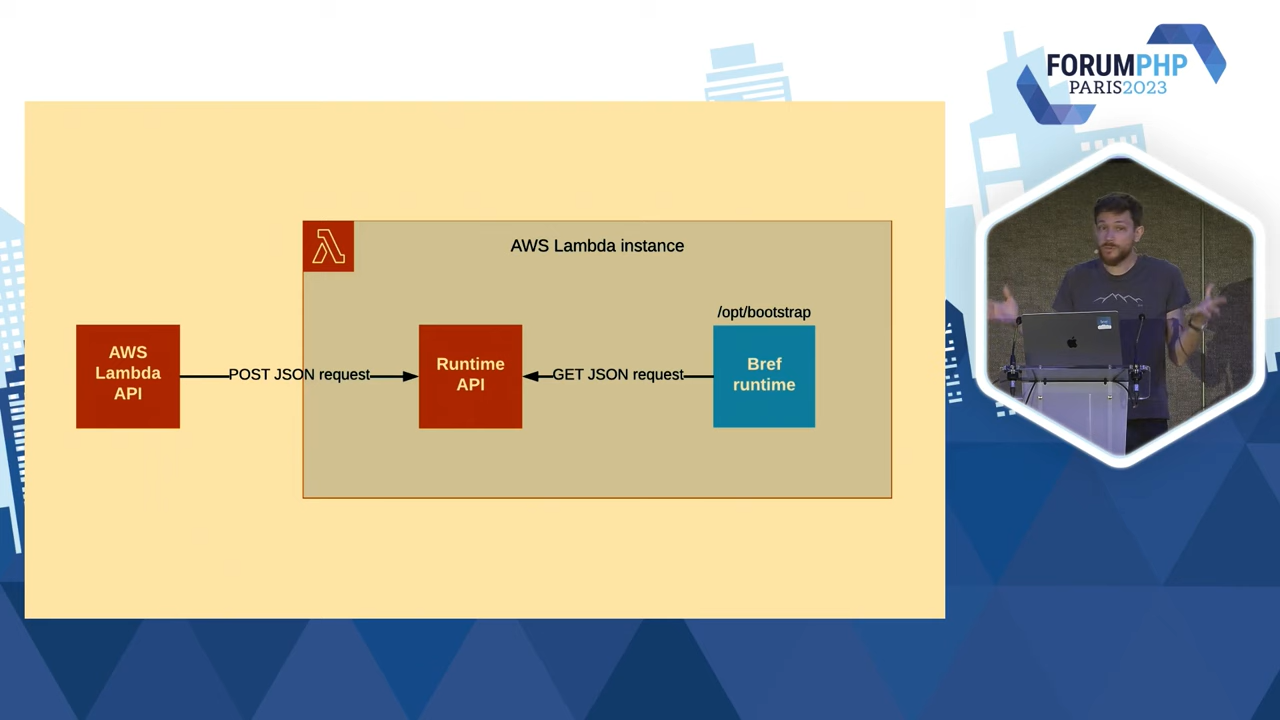 FORUMPHP
PARIS2023
AWS Lambda instance
/opt/bootstrap
AWS
Lambda
API
POST JSON request
Runtime
API
GET JSON request
Bref
runtime